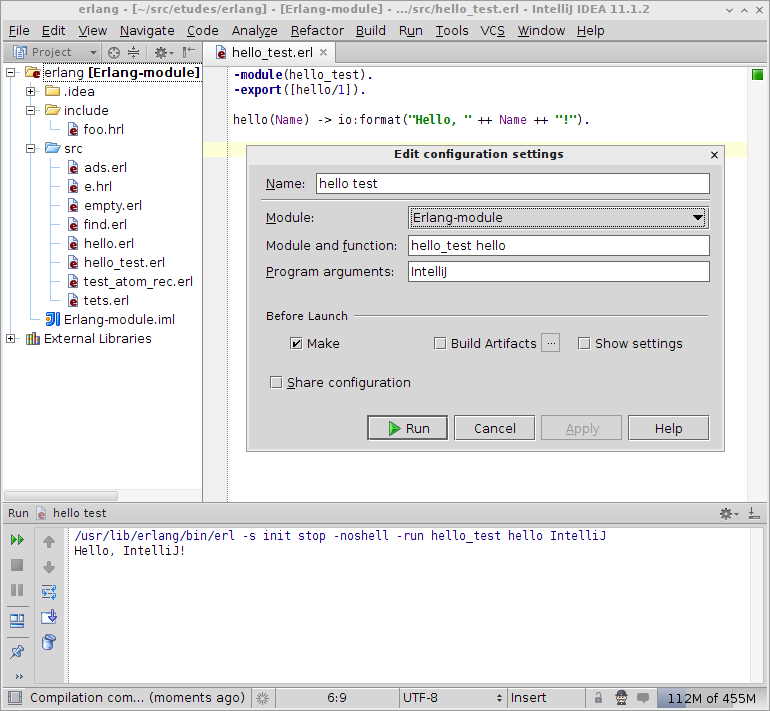 erlang - [~/src/etudes/erlang] - [Erlang-module] - .../src/hello_test.erl - IntelliJ IDEA 11.1.2
File Edit View Navigate Code Analyze Refactor Build Run Tools VCS Window Help
Project
hello_test.erl
erlang [Erlang-module]
.idea
include
foo.hrl
src
ads.erl
e.hrl
empty.erl
find.erl
hello.erl
hello_test.erl
test_atom_rec.erl
tets.erl
Erlang-module.iml
External Libraries
-module(hello_test).
-export([hello/1]).
hello(Name) -> io:format("Hello, " ++ Name ++ "!").
Edit configuration settings
Name: hello test
Module: Erlang-module
Module and function: hello_test hello
Program arguments: IntelliJ
Before Launch
Make Build Artifacts ... Show settings
Share configuration
Run Cancel Apply Help
Run hello test
/usr/lib/erlang/bin/erl -s init stop -noshell -run hello_test hello IntelliJ
Hello, IntelliJ!
Compilation com... (moments ago) 6:9 UTF-8 Insert 112M of 455M